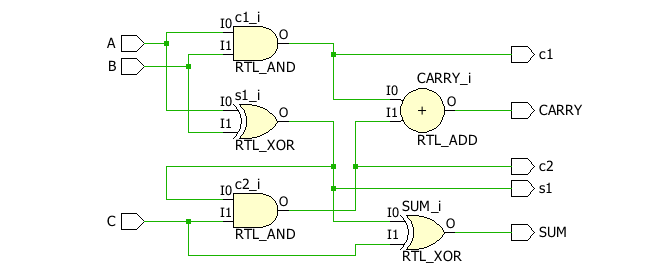 c1_i
I0 O
A
I1
B
RTL_AND
c1
CARRY_i
s1_i
I0 O
I0 O
+
CARRY
I1
I1
RTL_XOR
RTL_ADD
c2_i
c2
I0 O
s1
SUM_i
C
I1
I0 O
RTL_AND
I1
SUM
RTL_XOR